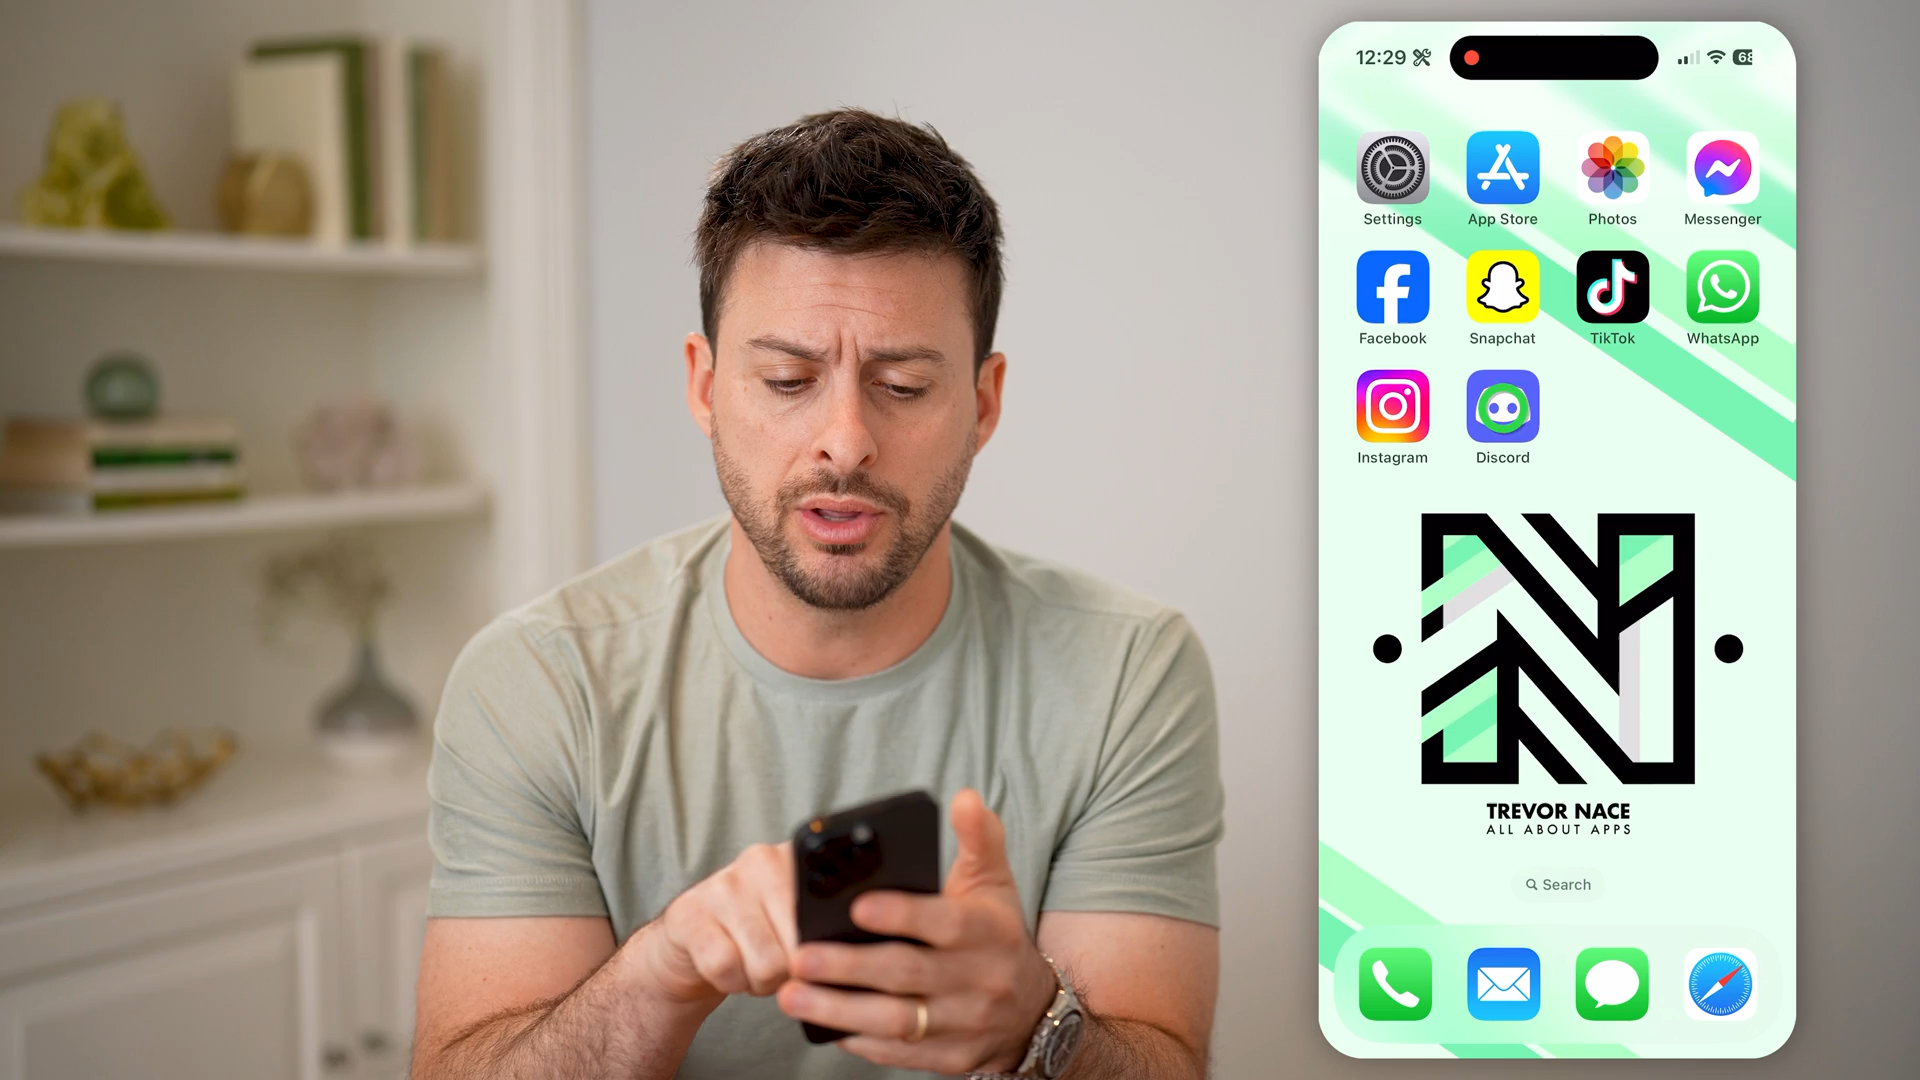 12:29
68
Settings
App Store
Photos
Messenger
Facebook
Snapchat
TikTok
WhatsApp
Instagram
Discord
TREVOR NACE
ALL ABOUT APPS
Search